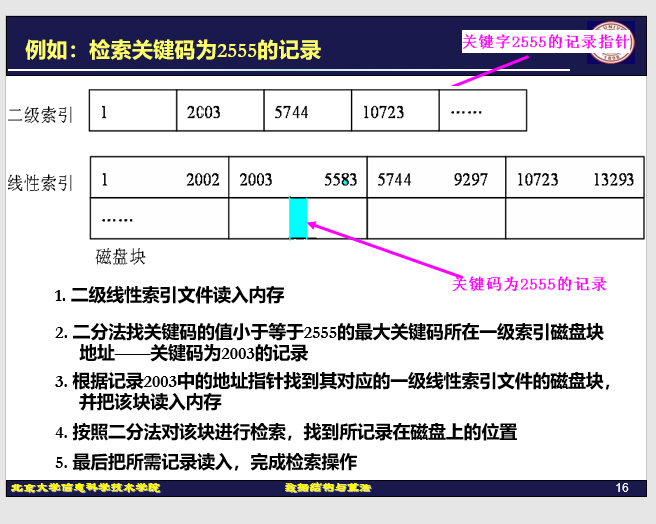 例如：检索关键码为2555的记录
关键字2555的记录指针
二级索引 1 2003 5744 10723 ……
线性索引 1 2002 2003 5583 5744 9297 10723 13293
……
磁盘块
关键码为2555的记录
1. 二级线性索引文件读入内存
2. 二分法找关键码的值小于等于2555的最大关键码所在一级索引磁盘块
地址——关键码为2003的记录
3. 根据记录2003中的地址指针找到其对应的一级线性索引文件的磁盘块，
并把该块读入内存
4. 按照二分法对该块进行检索，找到所记录在磁盘上的位置
5. 最后把所需记录读入，完成检索操作
北京大学信息科学技术学院 数据结构与算法 16